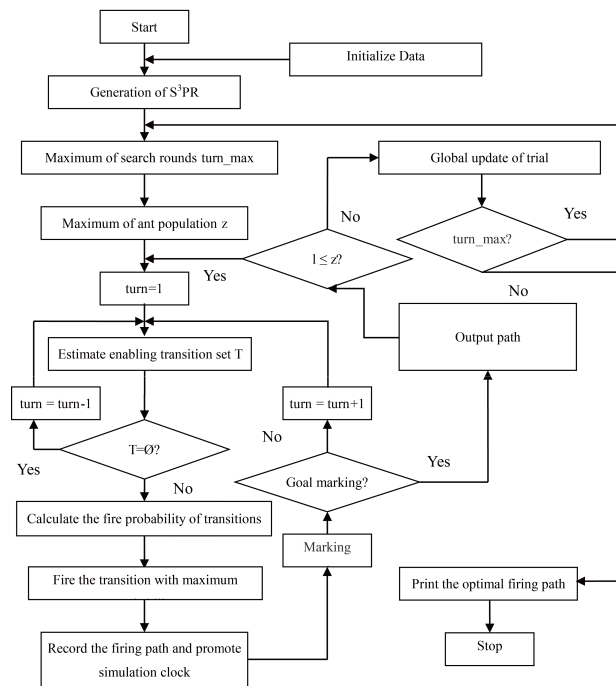 Start
Initialize Data
Generation of S³PR
Maximum of search rounds turn_max
Global update of trial
No
Maximum of ant population z
Yes
turn_max?
1 ≤ z?
Yes
turn=1
No
Output path
Estimate enabling transition set T
turn = turn-1
turn = turn+1
No
T=Ø?
Yes
Goal marking?
Yes
No
Calculate the fire probability of transitions
Marking
Fire the transition with maximum
Print the optimal firing path
Record the firing path and promote
simulation clock
Stop